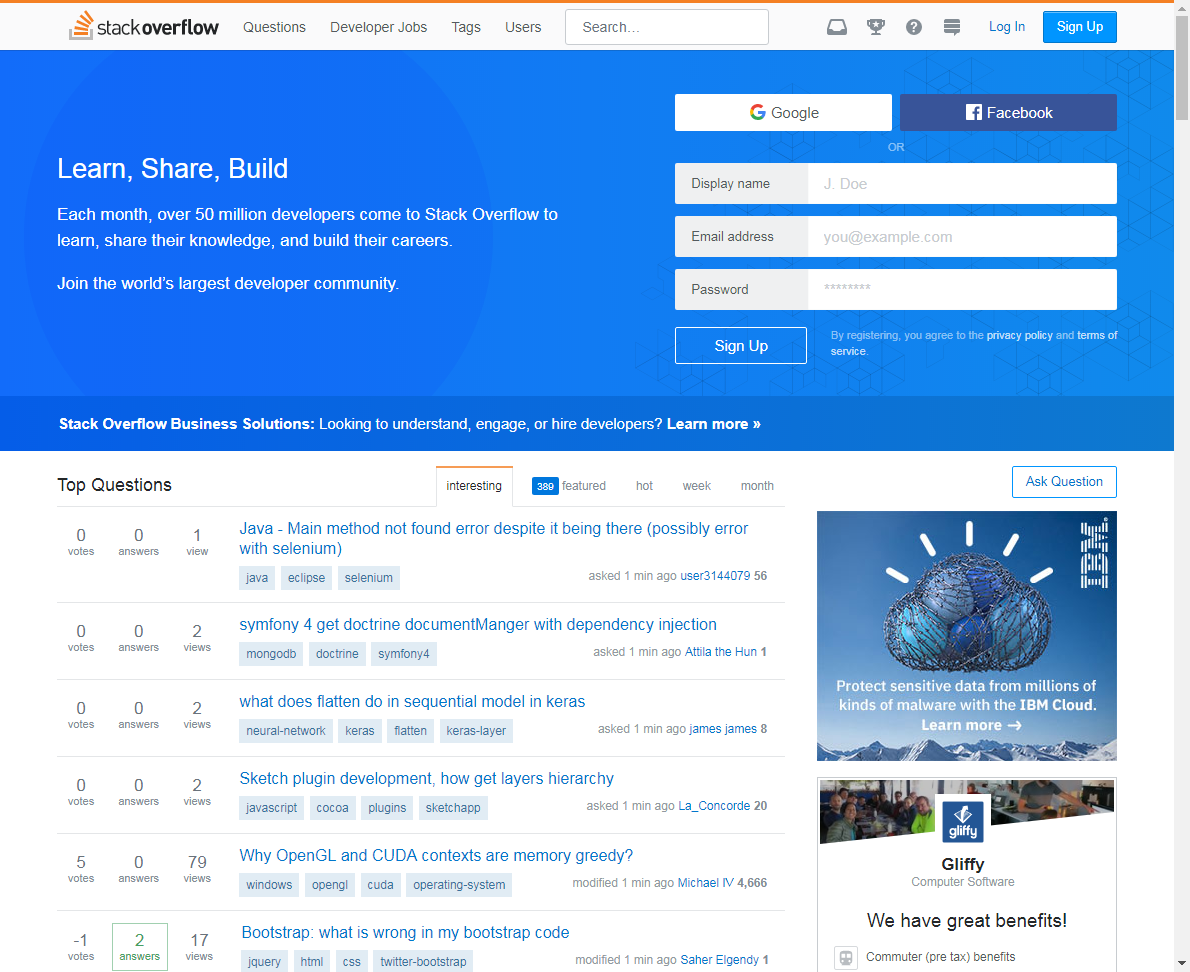 stackoverflow Questions Developer Jobs Tags Users Search... Log In Sign Up
Google Facebook
OR
Learn, Share, Build
Each month, over 50 million developers come to Stack Overflow to
learn, share their knowledge, and build their careers.
Join the world's largest developer community.
Display name J. Doe
Email address you@example.com
Password ********
Sign Up
By registering, you agree to the privacy policy and terms of
service.
Stack Overflow Business Solutions: Looking to understand, engage, or hire developers? Learn more »
Top Questions
interesting 389 featured hot week month
Ask Question
0 votes 0 answers 1 view
Java - Main method not found error despite it being there (possibly error
with selenium)
java eclipse selenium
asked 1 min ago user3144079 56
0 votes 0 answers 2 views
symfony 4 get doctrine documentManger with dependency injection
mongodb doctrine symfony4
asked 1 min ago Attila the Hun 1
0 votes 0 answers 2 views
what does flatten do in sequential model in keras
neural-network keras flatten keras-layer
asked 1 min ago james james 8
0 votes 0 answers 2 views
Sketch plugin development, how get layers hierarchy
javascript cocoa plugins sketchapp
asked 1 min ago La_Concorde 20
5 votes 0 answers 79 views
Why OpenGL and CUDA contexts are memory greedy?
windows opengl cuda operating-system
modified 1 min ago Michael IV 4,666
-1 votes 2 answers 17 views
Bootstrap: what is wrong in my bootstrap code
jquery html css twitter-bootstrap
modified 1 min ago Saher Elgendy 1
IBM
Protect sensitive data from millions of
kinds of malware with the IBM Cloud.
Learn more →
gliffy
Gliffy
Computer Software
We have great benefits!
Commuter (pre tax) benefits